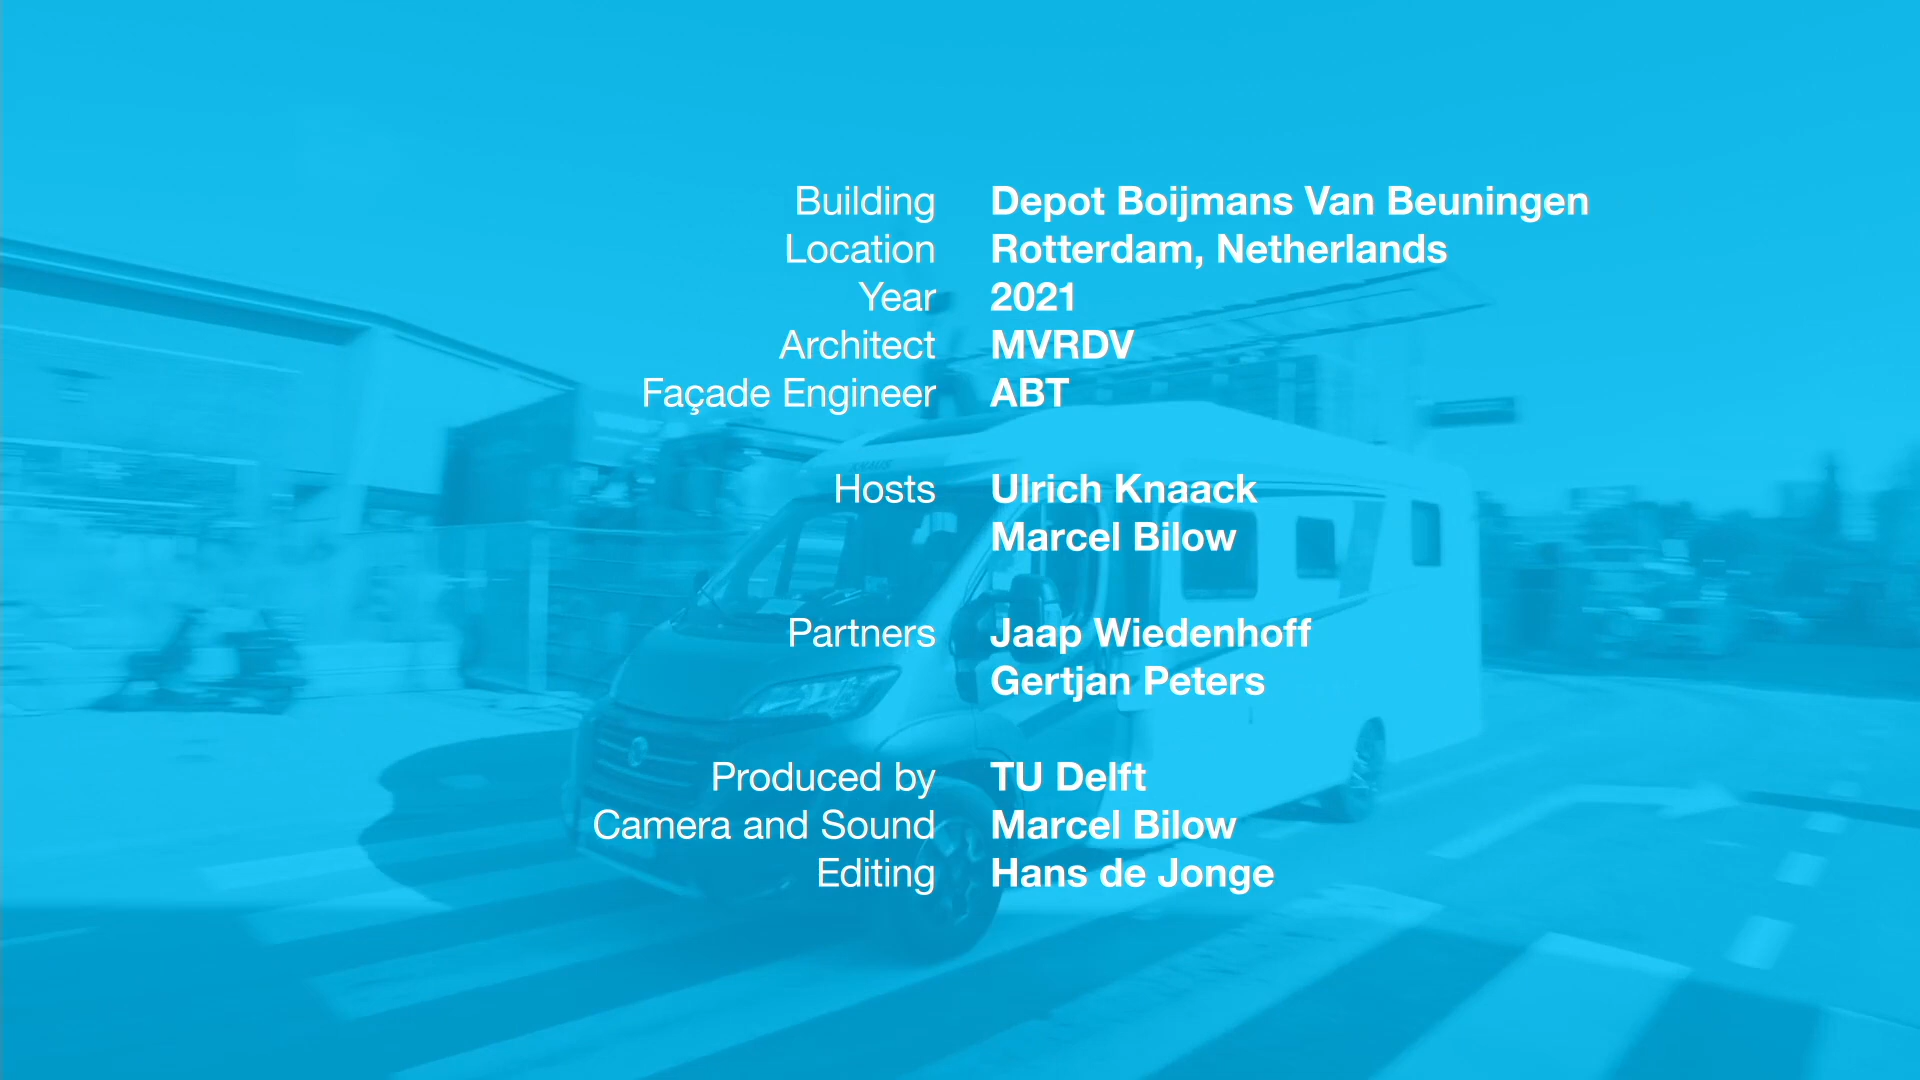 Building Depot Boijmans Van Beuningen
Location Rotterdam, Netherlands
Year 2021
Architect MVRDV
Façade Engineer ABT
Hosts Ulrich Knaack
Marcel Bilow
Partners Jaap Wiedenhoff
Gertjan Peters
Produced by TU Delft
Camera and Sound Marcel Bilow
Editing Hans de Jonge